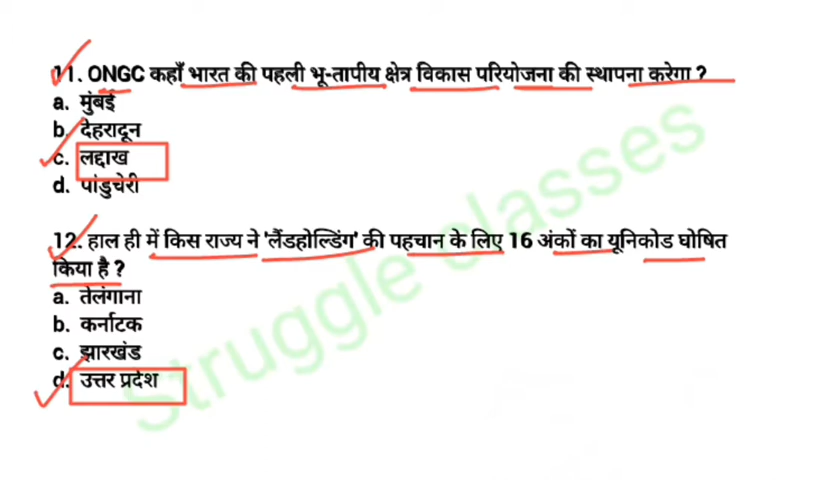 11. ONGC कहाँ भारत की पहली भू-तापीय क्षेत्र विकास परियोजना की स्थापना करेगा ?
a. मुंबई
b. देहरादून
c. लद्दाख
d. पांडुचेरी
12. हाल ही में किस राज्य ने 'लैंडहोल्डिंग' की पहचान के लिए 16 अंकों का यूनिकोड घोषित
किया है ?
a. तेलंगाना
b. कर्नाटक
c. झारखंड
d. उत्तर प्रदेश
Struggle classes